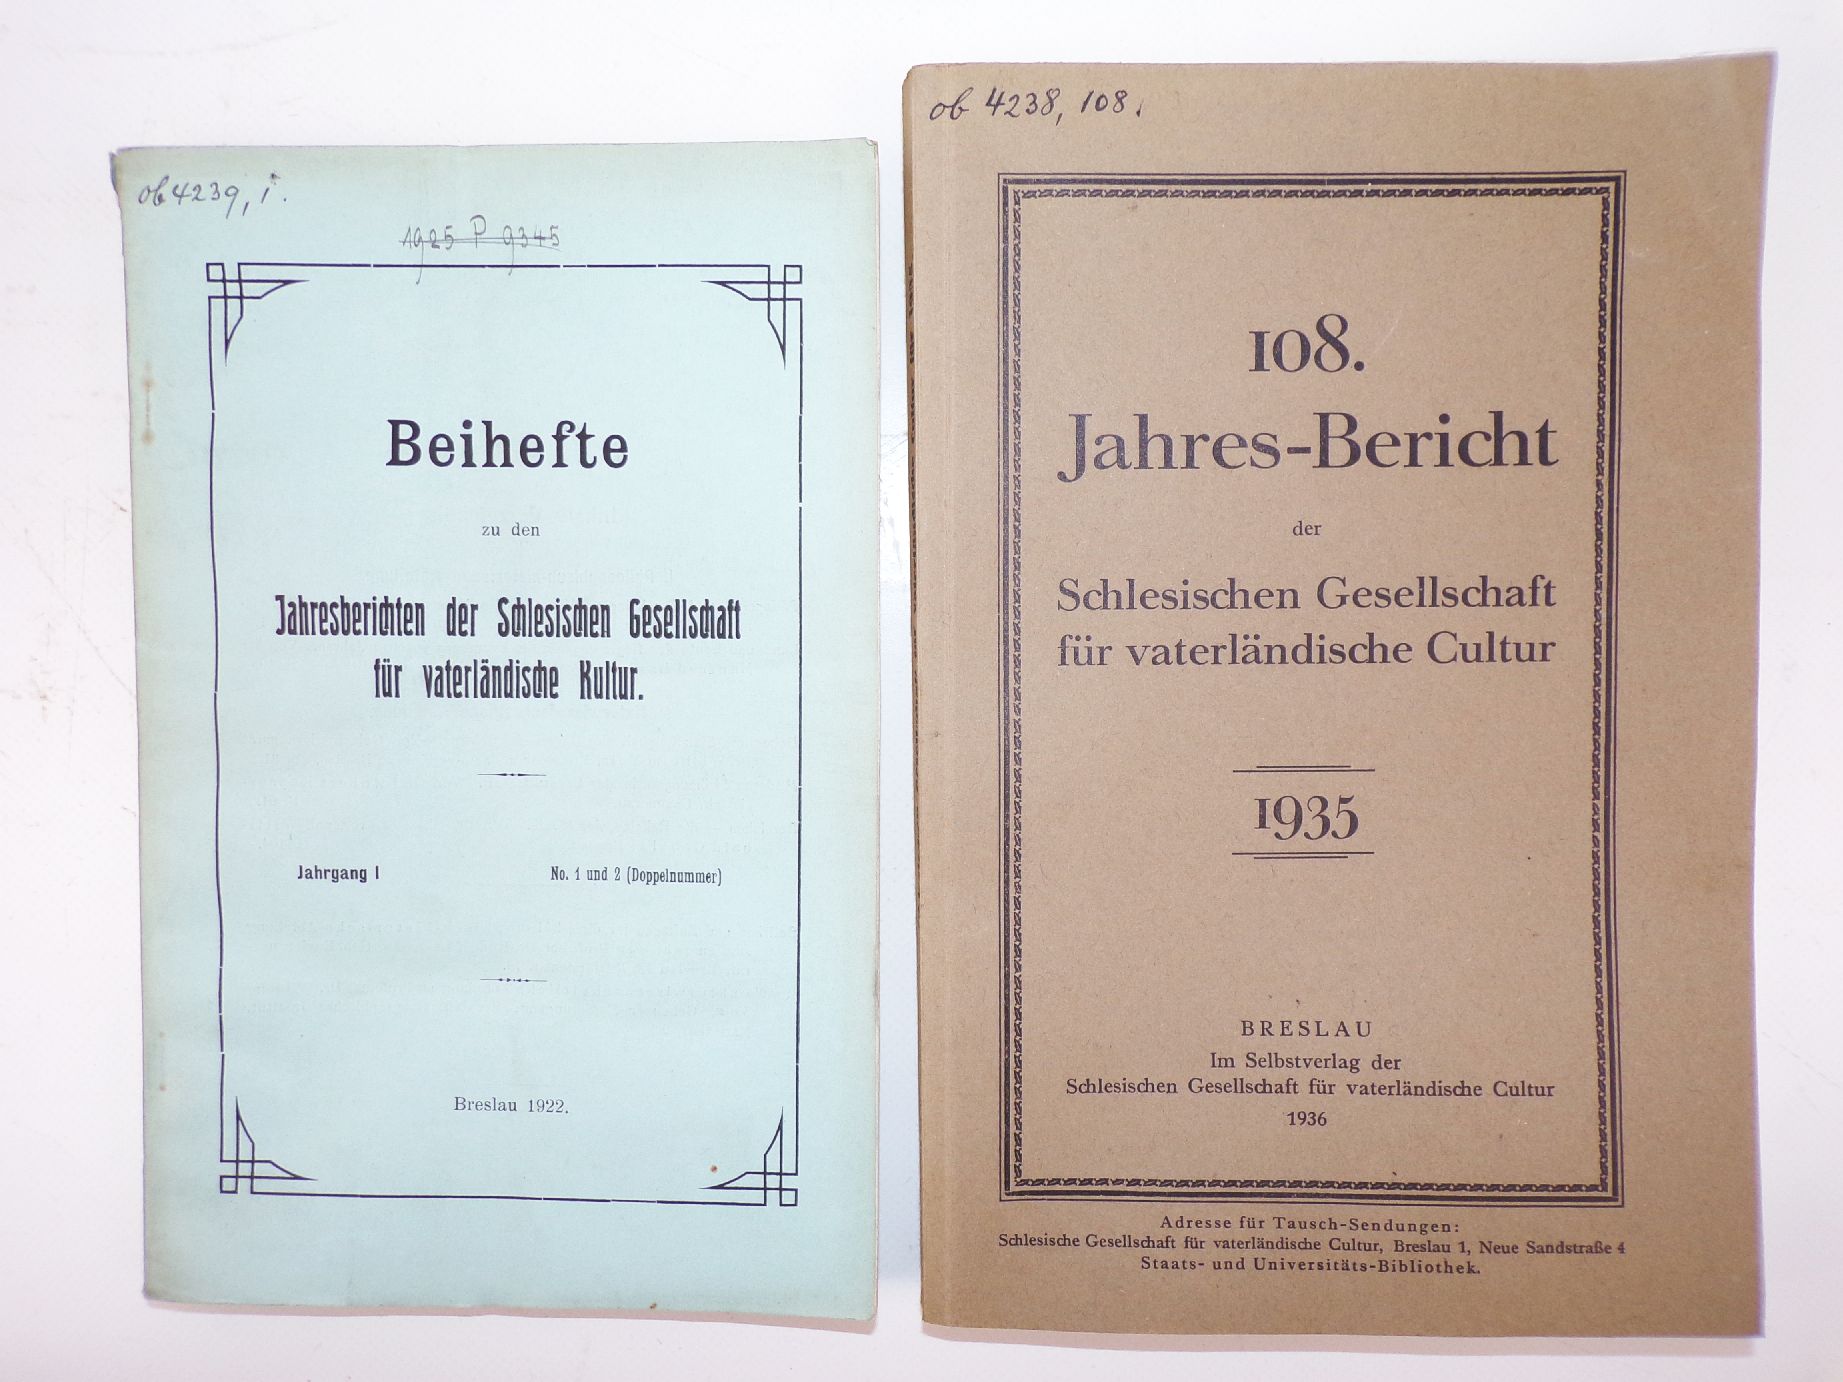 ob 4239, 1.
1925 P 9345
Beihefte
zu den
Jahresberichten der Schlesischen Gesellschaft
für vaterländische Kultur.
Jahrgang I No. 1 und 2 (Doppelnummer)
Breslau 1922.
ob 4238, 108.
108.
Jahres-Bericht
der
Schlesischen Gesellschaft
für vaterländische Cultur
1935
BRESLAU
Im Selbstverlag der
Schlesischen Gesellschaft für vaterländische Cultur
1936
Adresse für Tausch-Sendungen:
Schlesische Gesellschaft für vaterländische Cultur, Breslau 1, Neue Sandstraße 4
Staats- und Universitäts-Bibliothek.